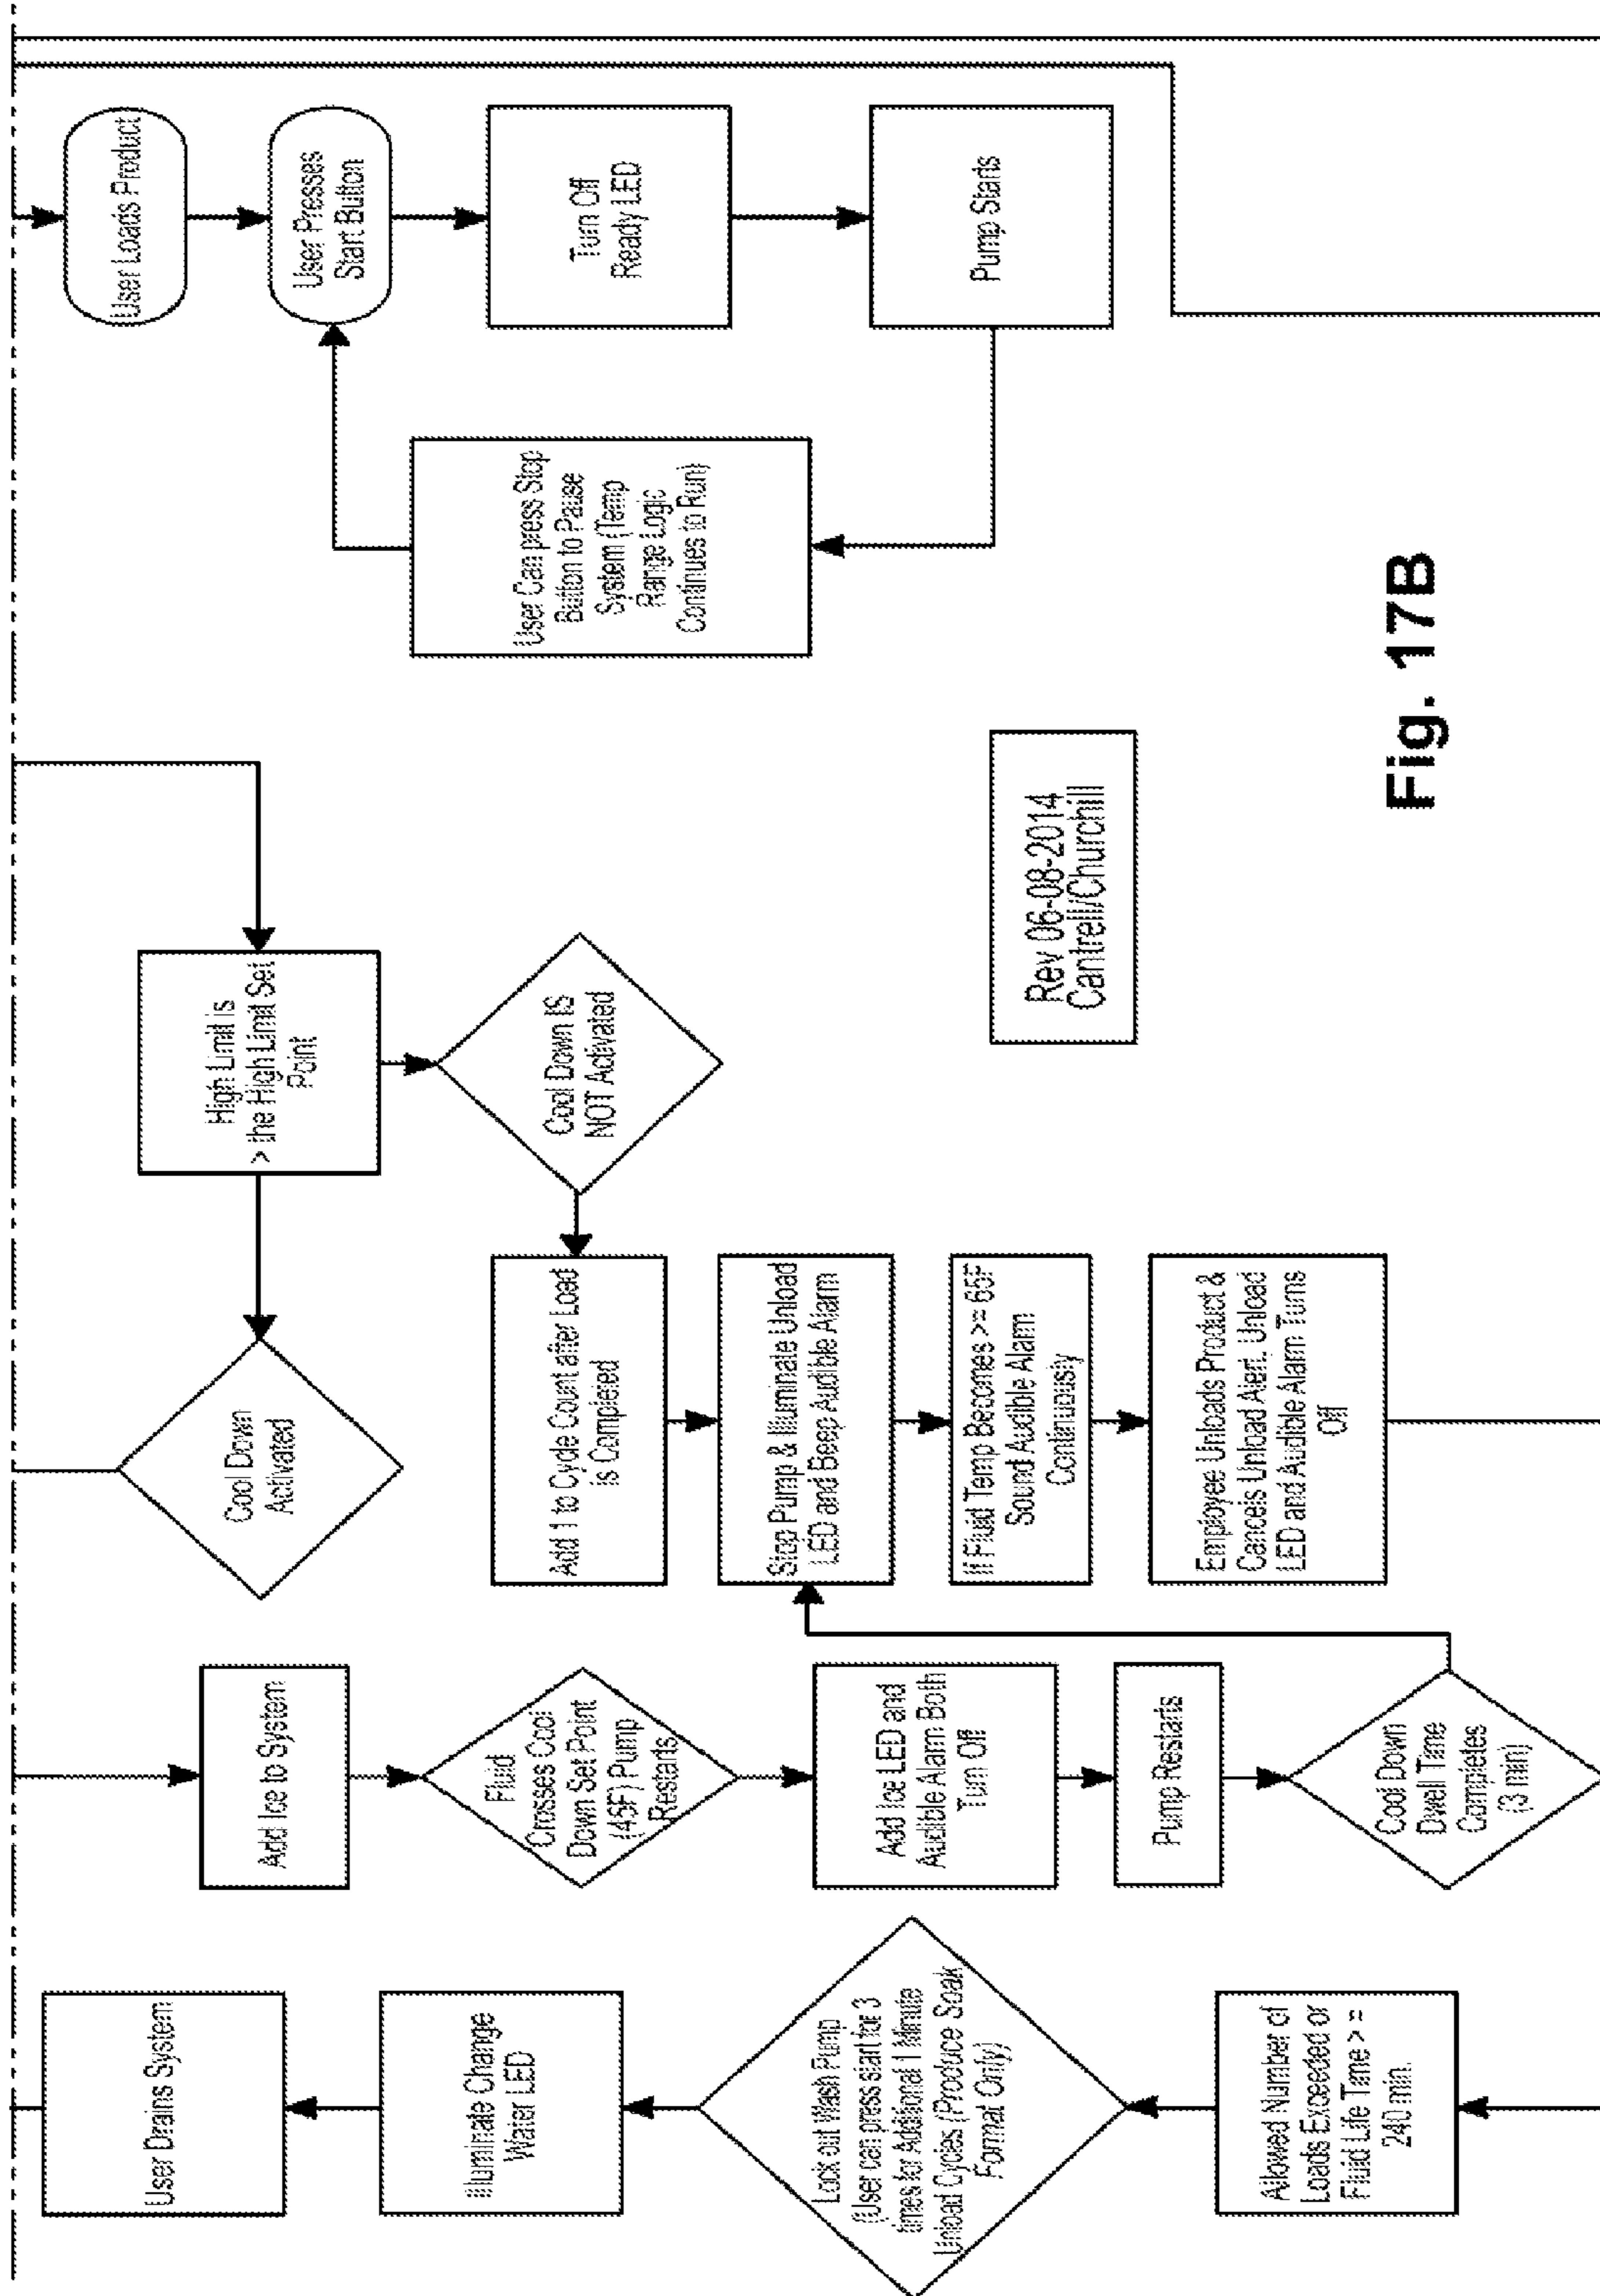 User Drains System
Illuminate Change
Water LED
Lock out Wash Pump
(User can press start for 3
times for Additional 1 Minute
Unload Cycles (Produce Soak
Format Only)
Allowed Number of
Loads Exceeded or
Fluid Life Time > =
240 min.
Add Ice to System
Fluid
Crosses Cool
Down Set Point
(45F) Pump
Restarts
Add Ice LED and
Audible Alarm Both
Turn Off
Pump Restarts
Cool Down
Dwell Time
Completes
(3 min)
Cool Down
Activated
Add 1 to Cycle Count after Load
is Completed
Stop Pump & Illuminate Unload
LED and Beep Audible Alarm
If Fluid Temp Becomes >= 65F
Sound Audible Alarm
Continuously
Employee Unloads Product &
Cancels Unload Alert. Unload
LED and Audible Alarm Turns
Off
High Limit is
> the High Limit Set
Point
Cool Down IS
NOT Activated
Rev 06-08-2014
Cantrell/Churchill
User Loads Product
User Presses
Start Button
Turn Off
Ready LED
Pump Starts
User Can press Stop
Button to Pause
System (Temp
Range Logic
Continues to Run)
Fig. 17B